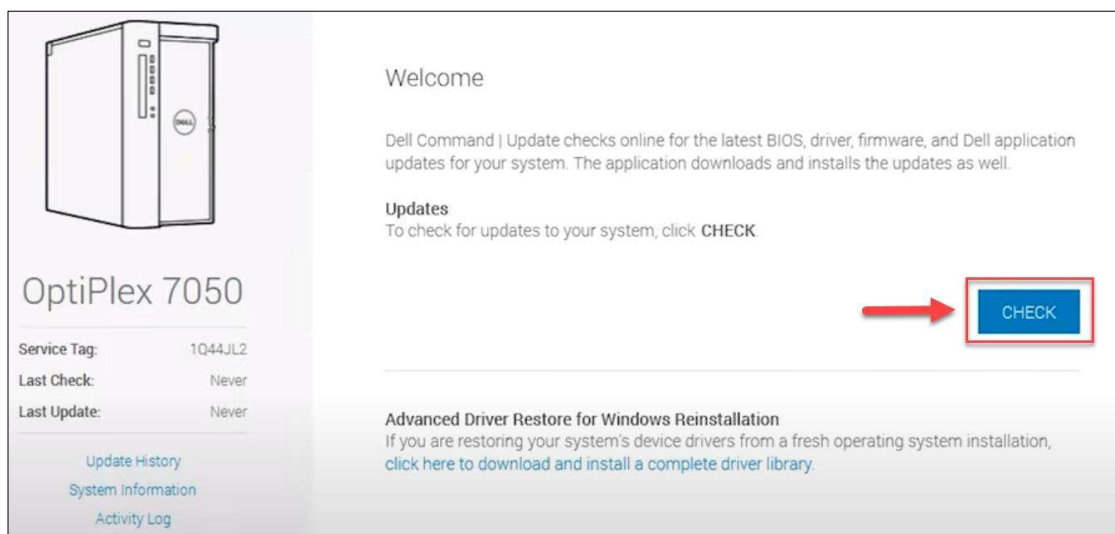 DELL
OptiPlex 7050
Service Tag: 1Q44JL2
Last Check: Never
Last Update: Never
Update History
System Information
Activity Log
Welcome
Dell Command | Update checks online for the latest BIOS, driver, firmware, and Dell application
updates for your system. The application downloads and installs the updates as well.
Updates
To check for updates to your system, click CHECK.
CHECK
Advanced Driver Restore for Windows Reinstallation
If you are restoring your system's device drivers from a fresh operating system installation,
click here to download and install a complete driver library.